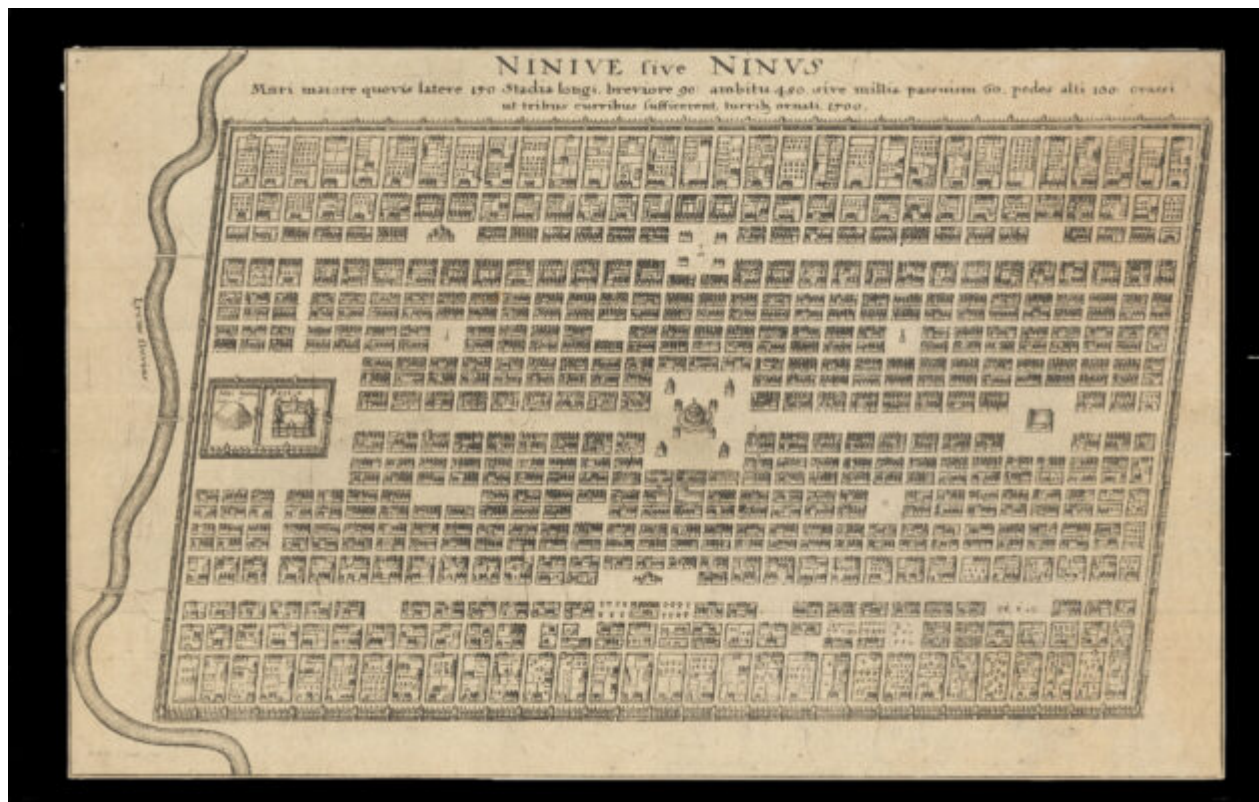 NINIVE sive NINVS
Muri maiore quovis latere 150 Stadia longi, breviore 90. ambitu 480. sive millia passuum 60. pedes alti 100. crassi
ut tribus curribus sufficerent, turrib, ornati. 1500.
fluvius